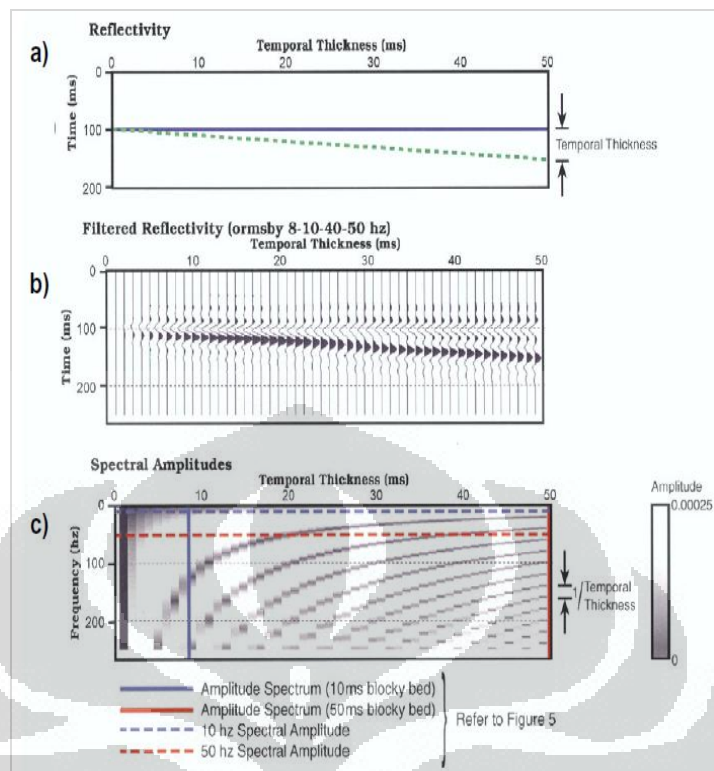 Reflectivity
a)
Temporal Thickness (ms)
0 10 20 30 40 50
Time (ms)
0
100
200
Temporal Thickness
Filtered Reflectivity (ormsby 8-10-40-50 hz)
Temporal Thickness (ms)
b)
0 10 20 30 40 50
Time (ms)
0
100
200
Spectral Amplitudes
Temporal Thickness (ms)
c)
0 10 20 30 40 50
Frequency (hz)
0
100
200
1/Temporal
Thickness
Amplitude
0.00025
0
Amplitude Spectrum (10ms blocky bed)
Amplitude Spectrum (50ms blocky bed)
10 hz Spectral Amplitude
50 hz Spectral Amplitude
Refer to Figure 5